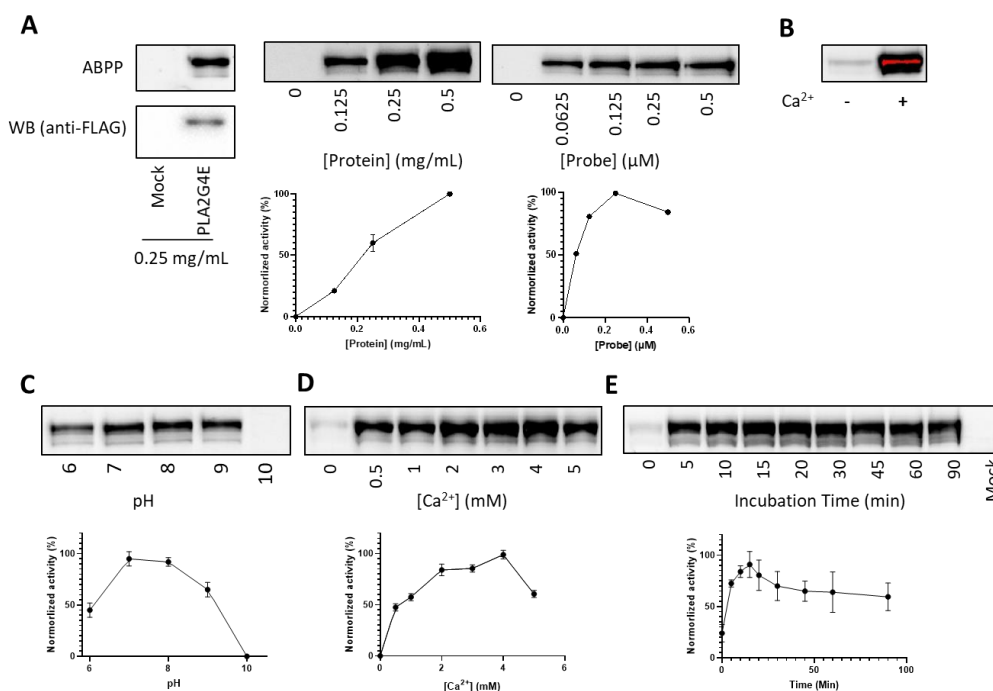 A
ABPP
WB (anti-FLAG)
Mock
PLA2G4E
0.25 mg/mL
0
0.125
0.25
0.5
[Protein] (mg/mL)
0
0.0625
0.125
0.25
0.5
[Probe] (µM)
Normorlized activity (%)
100
50
0
0.0
0.2
0.4
0.6
[Protein] (mg/mL)
Normorlized activity (%)
100
50
0
0.0
0.2
0.4
0.6
[Probe] (µM)
B
Ca²⁺
-
+
C
6
7
8
9
10
pH
Normorlized activity (%)
100
50
0
6
8
10
pH
D
0
0.5
1
2
3
4
5
[Ca²⁺] (mM)
Normorlized activity (%)
100
50
0
0
2
4
6
[Ca²⁺] (mM)
E
0
5
10
15
20
30
45
60
90
Mock
Incubation Time (min)
Normorlized activity (%)
100
50
0
0
50
100
Time (Min)